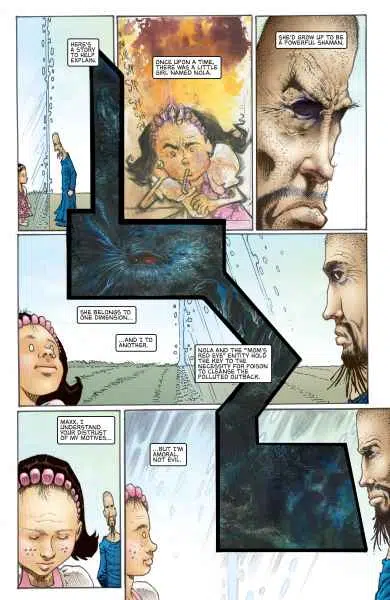 HERE'S
A STORY
TO HELP
EXPLAIN.
ONCE UPON A TIME,
THERE WAS A LITTLE
GIRL NAMED NOLA.
SHE'D GROW UP TO BE
A POWERFUL SHAMAN.
SHE BELONGS TO
ONE DIMENSION...
...AND I TO
ANOTHER.
NOLA AND THE "MOM'S
RED EYE" ENTITY HOLD
THE KEY TO THE
NECESSITY FOR POISON
TO CLEANSE THE
POLLUTED OUTBACK.
MAXX, I
UNDERSTAND
YOUR DISTRUST
OF MY MOTIVES...
...BUT I'M
AMORAL,
NOT EVIL.